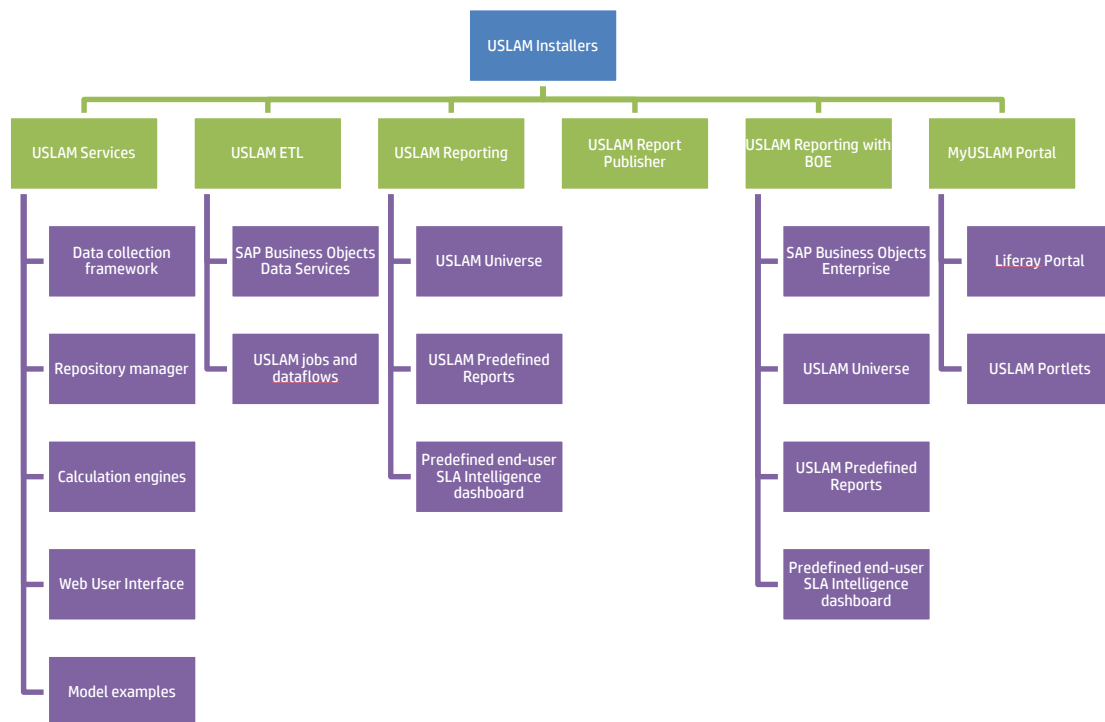 USLAM Installers
USLAM Services
USLAM ETL
USLAM Reporting
USLAM Report
Publisher
USLAM Reporting with
BOE
MyUSLAM Portal
Data collection
framework
Repository manager
Calculation engines
Web User Interface
Model examples
SAP Business Objects
Data Services
USLAM jobs and
dataflows
USLAM Universe
USLAM Predefined
Reports
Predefined end-user
SLA Intelligence
dashboard
SAP Business Objects
Enterprise
USLAM Universe
USLAM Predefined
Reports
Predefined end-user
SLA Intelligence
dashboard
Liferay Portal
USLAM Portlets